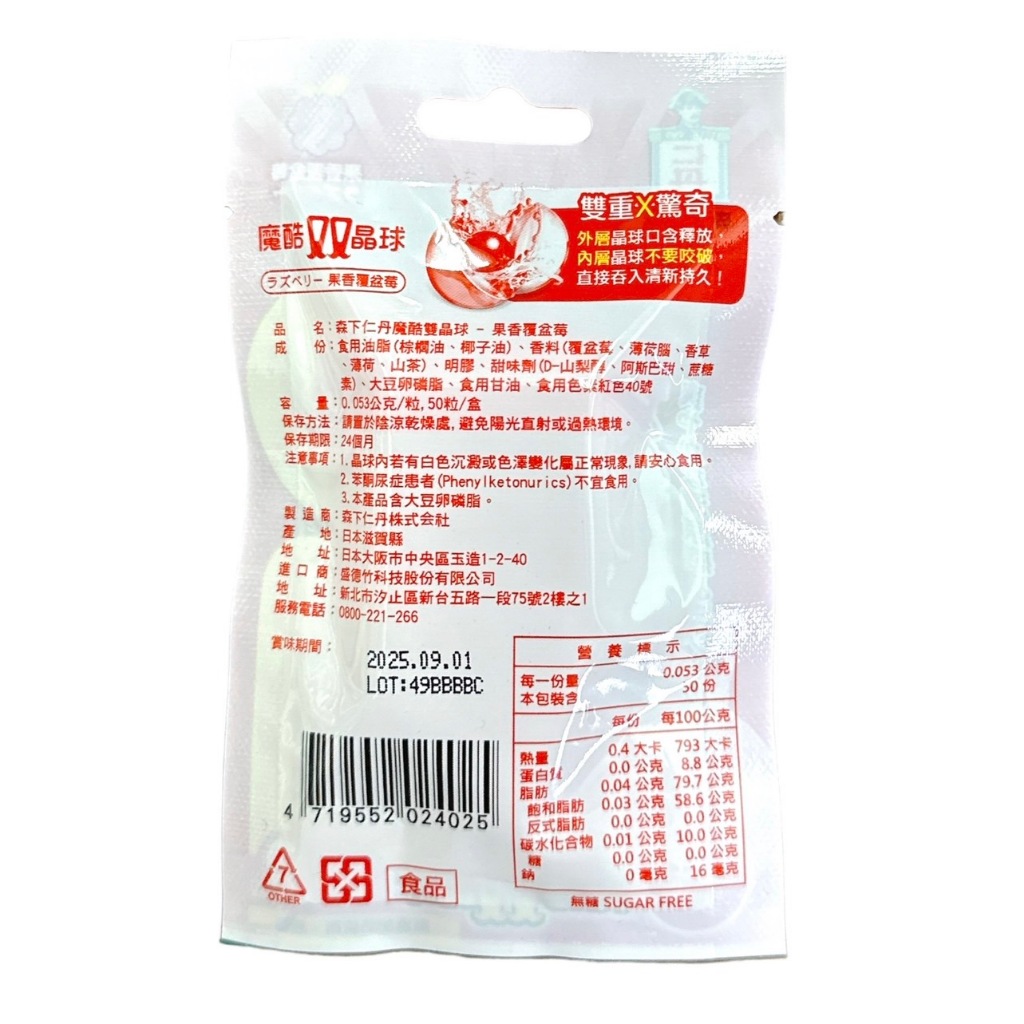 雙重X驚奇
外層晶球口含釋放,
內層晶球不要咬破,
直接吞入清新持久!
魔酷双晶球
ラズベリー 果香覆盆莓
品 名:森下仁丹魔酷雙晶球 - 果香覆盆莓
成 份:食用油脂(棕櫚油、椰子油)、香料(覆盆莓、薄荷腦、香草
、薄荷、山茶)、明膠、甜味劑(D-山梨醇、阿斯巴甜、蔗糖
素)、大豆卵磷脂、食用甘油、食用色素紅色40號
容 量:0.053公克/粒,50粒/盒
保存方法:請置於陰涼乾燥處,避免陽光直射或過熱環境。
保存期限:24個月
注意事項:1.晶球內若有白色沉澱或色澤變化屬正常現象,請安心食用。
2.苯酮尿症患者(Phenylketonurics)不宜食用。
3.本產品含大豆卵磷脂。
製 造 商:森下仁丹株式会社
產 地:日本滋賀縣
地 址:日本大阪市中央區玉造1-2-40
進 口 商:盛德竹科技股份有限公司
地 址:新北市汐止區新台五路一段75號2樓之1
服務電話:0800-221-266
賞味期間:
2025.09.01
LOT:49BBBBC
營 養 標 示
每一份量 0.053 公克
本包裝含 50 份
每份 每100公克
熱量 0.4 大卡 793 大卡
蛋白質 0.0 公克 8.8 公克
脂肪 0.04 公克 79.7 公克
飽和脂肪 0.03 公克 58.6 公克
反式脂肪 0.0 公克 0.0 公克
碳水化合物 0.01 公克 10.0 公克
糖 0.0 公克 0.0 公克
鈉 0 毫克 16 毫克
無糖 SUGAR FREE
4 719552 024025
7
OTHER
食品